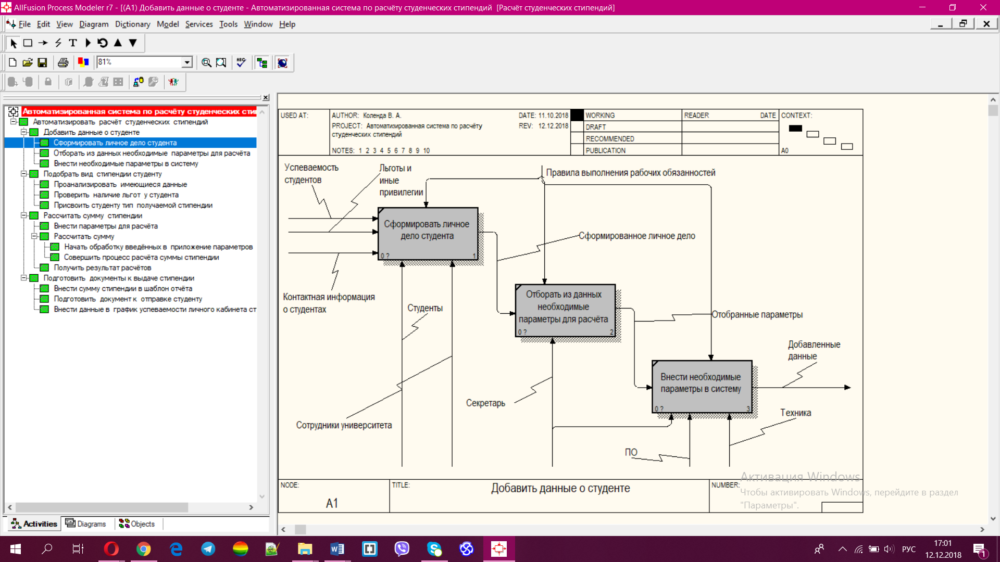 AllFusion Process Modeler r7 - [(A1) Добавить данные о студенте - Автоматизированная система по расчёту студенческих стипендий [Расчёт студенческих стипендий]
File Edit View Diagram Dictionary Model Services Tools Window Help
T
81%
ABC
Автоматизированная система по расчёту студенческих сти
Автоматизировать расчёт студенческих стипендий
Добавить данные о студенте
Сформировать личное дело студента
Отборать из данных необходимые параметры для расчёта
Внести необходимые параметры в систему
Подобрать вид стипендии студенту
Проанализировать имеющиеся данные
Проверить наличие льгот у студента
Присвоить студенту тип получаемой стипендии
Рассчитать сумму стипендии
Внести параметры для расчёта
Рассчитать сумму
Начать обработку введённых в приложение параметров
Совершить процесс расчёта суммы стипендии
Получить результат расчётов
Подготовить документы к выдаче стипендии
Внести сумму стипендии в шаблон отчёта
Подготовить документ к отправке студенту
Внести данные в график успеваемости личного кабинета ст
Activities Diagrams Objects
USED AT:
AUTHOR: Коленда В. А.
DATE: 11.10.2018
PROJECT: Автоматизированная система по расчёту
студенческих стипендий
REV: 12.12.2018
NOTES: 1 2 3 4 5 6 7 8 9 10
WORKING
DRAFT
RECOMMENDED
PUBLICATION
READER DATE
CONTEXT:
A0
Успеваемость
студентов
Льготы и
иные
привилегии
Правила выполнения рабочих обязанностей
Сформировать личное
дело студента
0 ? 1
Сформированное личное дело
Контактная информация
о студентах
Студенты
Отборать из данных
необходимые
параметры для расчёта
0 ? 2
Отобранные параметры
Добавленные
данные
Внести необходимые
параметры в систему
0 ? 3
Секретарь
Техника
Сотрудники университета
ПО
NODE:
A1
TITLE:
Добавить данные о студенте
NUMBER:
Активация Windows
Чтобы активировать Windows, перейдите в раздел
"Параметры".
РУС
17:01
12.12.2018
1